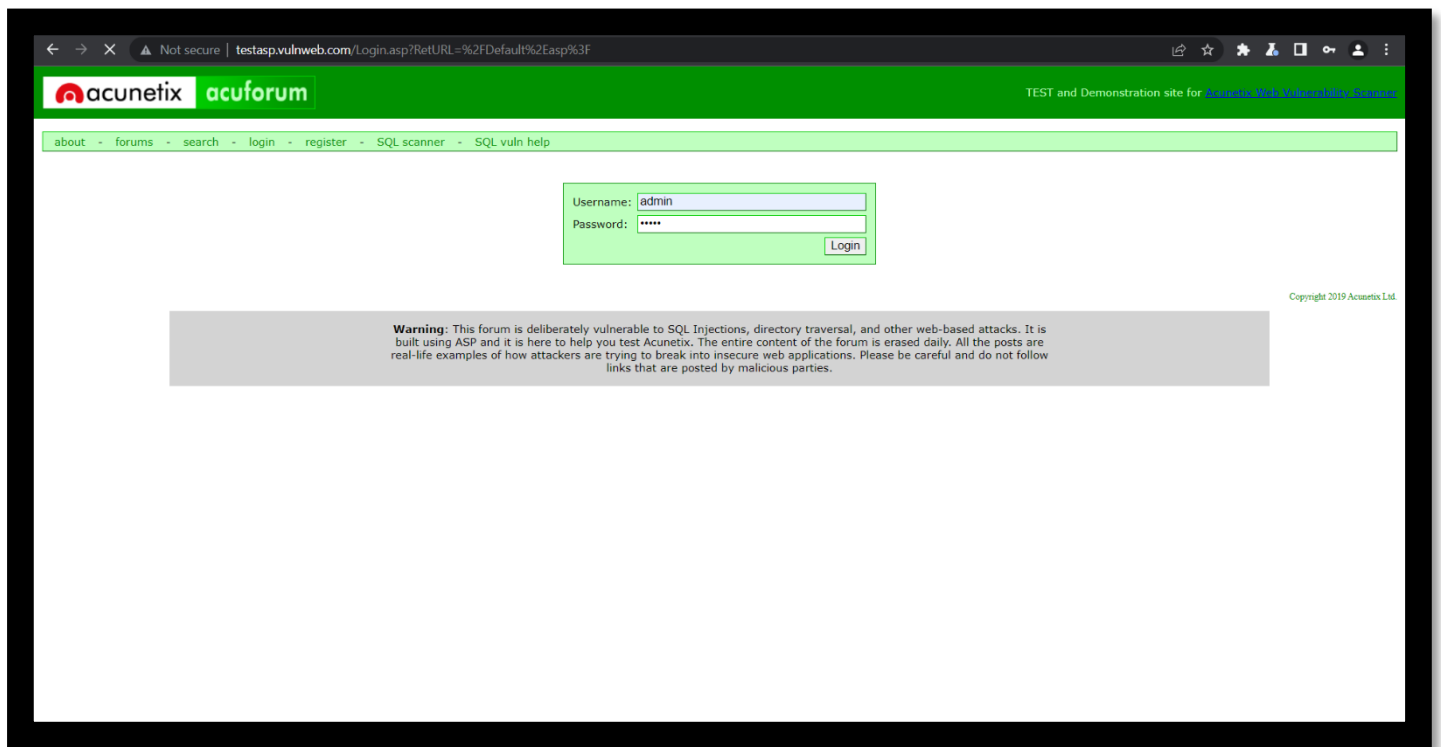 Not secure | testasp.vulnweb.com/Login.asp?RetURL=%2FDefault%2Easp%3F
acunetix acuforum
TEST and Demonstration site for Acunetix Web Vulnerability Scanner
about - forums - search - login - register - SQL scanner - SQL vuln help
Username: admin
Password: •••••
Login
Copyright 2019 Acunetix Ltd.
Warning: This forum is deliberately vulnerable to SQL Injections, directory traversal, and other web-based attacks. It is
built using ASP and it is here to help you test Acunetix. The entire content of the forum is erased daily. All the posts are
real-life examples of how attackers are trying to break into insecure web applications. Please be careful and do not follow
links that are posted by malicious parties.